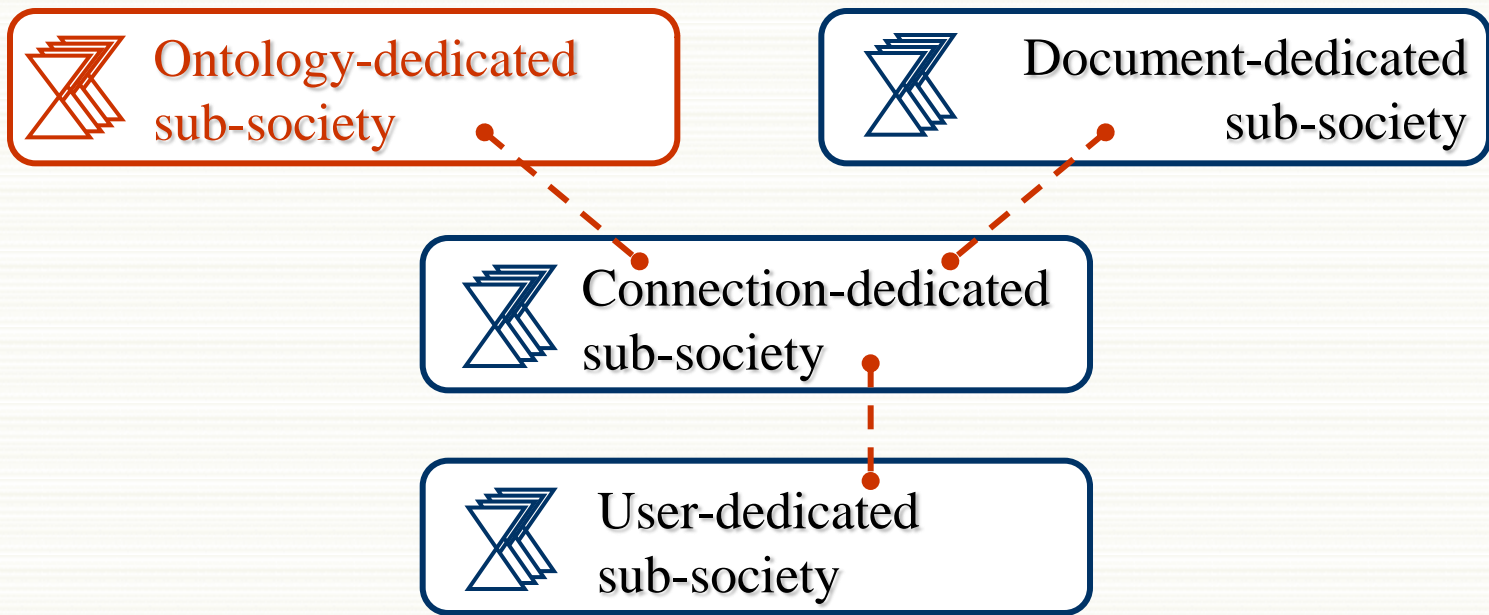 Ontology-dedicated
sub-society
Document-dedicated
sub-society
Connection-dedicated
sub-society
User-dedicated
sub-society